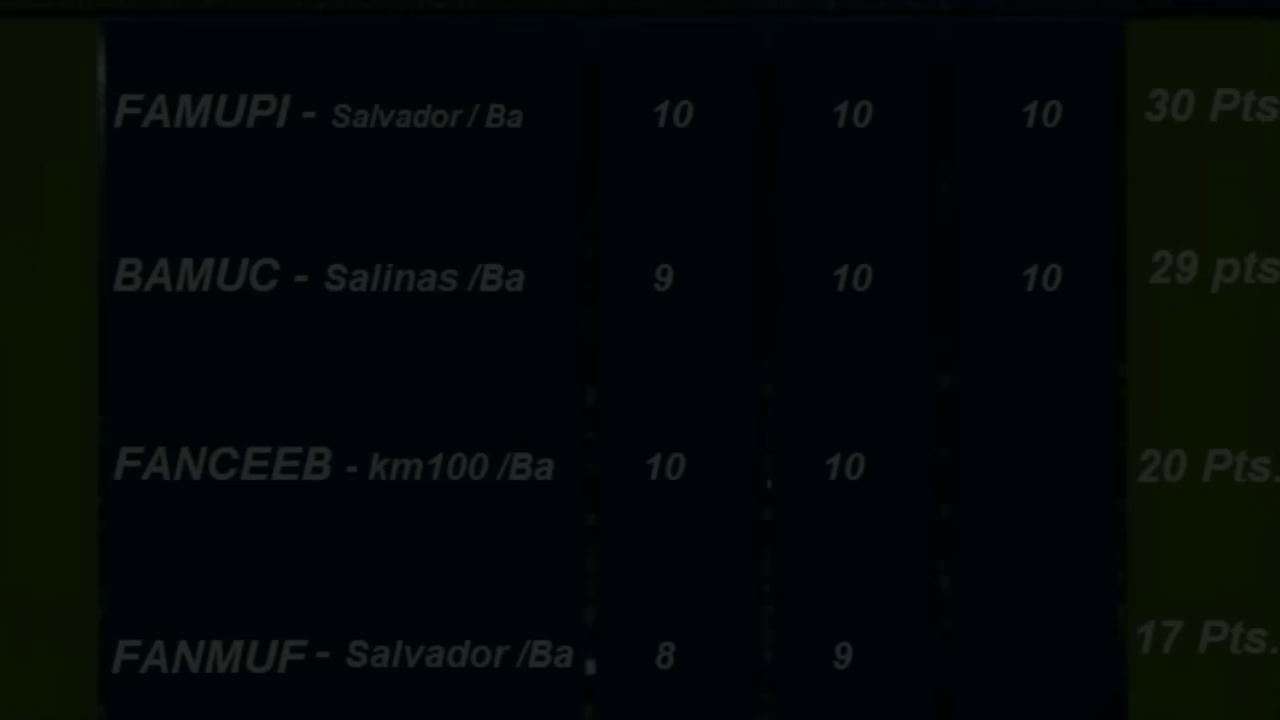 FAMUPI - Salvador / Ba 10 10 10 30 Pts
BAMUC - Salinas /Ba 9 10 10 29 pts
FANCEEB - km100 /Ba 10 10 20 Pts.
FANMUF - Salvador /Ba 8 9 17 Pts.